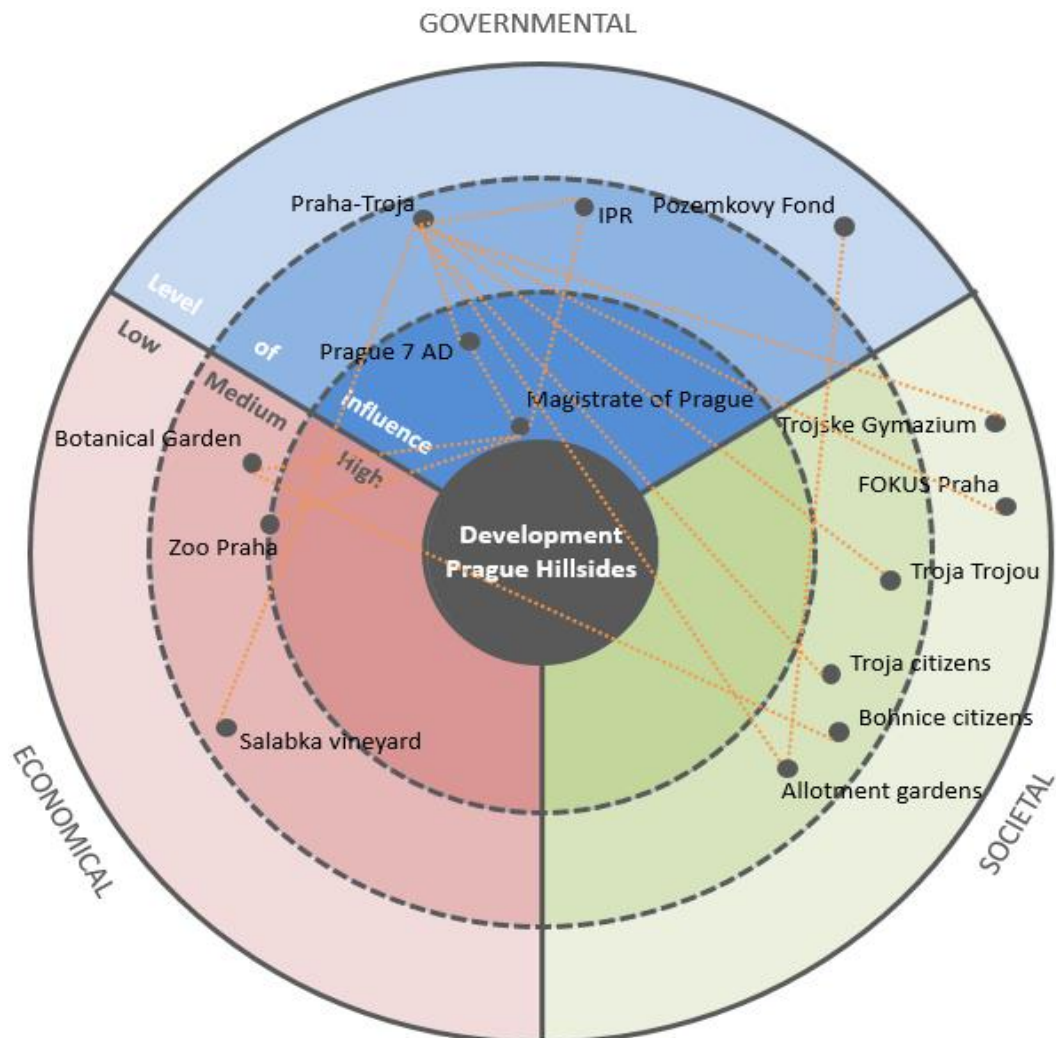 GOVERNMENTAL
Praha-Troja
IPR
Pozemkovy Fond
Level
of
influence
Low
Medium
High
Prague 7 AD
Magistrate of Prague
Botanical Garden
Trojske Gymazium
FOKUS Praha
Zoo Praha
Development
Prague Hillsides
Troja Trojou
Troja citizens
Bohnice citizens
Salabka vineyard
Allotment gardens
ECONOMICAL
SOCIETAL